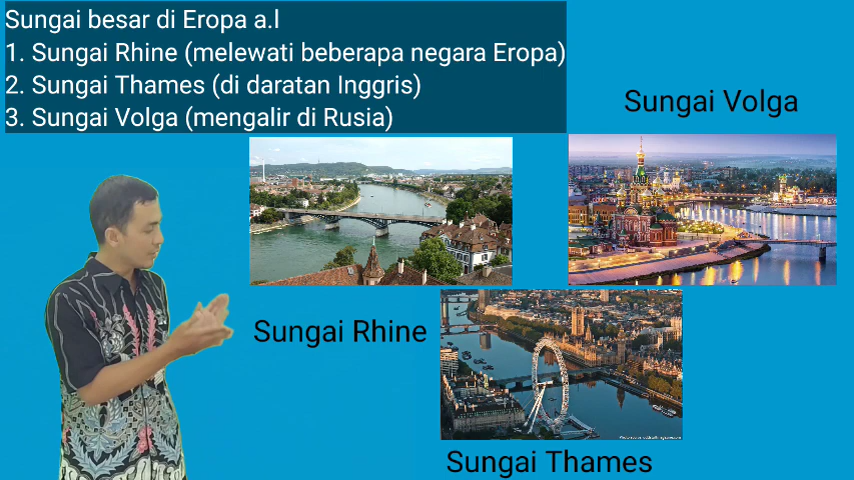 Sungai besar di Eropa a.l
1. Sungai Rhine (melewati beberapa negara Eropa)
2. Sungai Thames (di daratan Inggris)
3. Sungai Volga (mengalir di Rusia)
Sungai Volga
Sungai Rhine
Sungai Thames